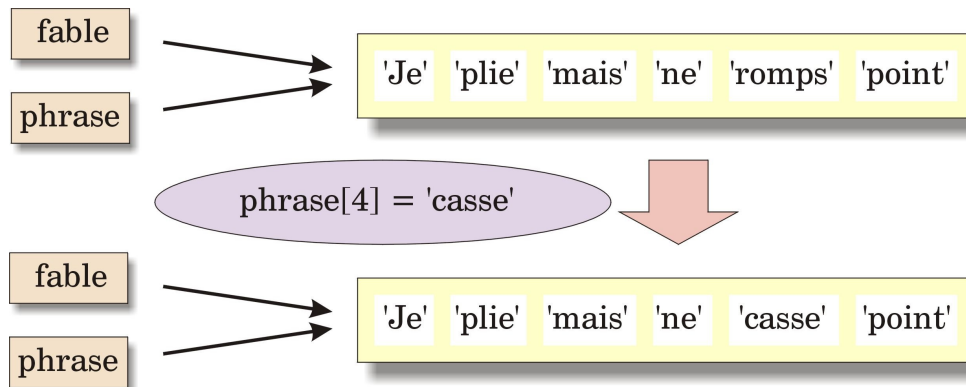 fable
phrase
'Je' 'plie' 'mais' 'ne' 'romps' 'point'
phrase[4] = 'casse'
fable
phrase
'Je' 'plie' 'mais' 'ne' 'casse' 'point'